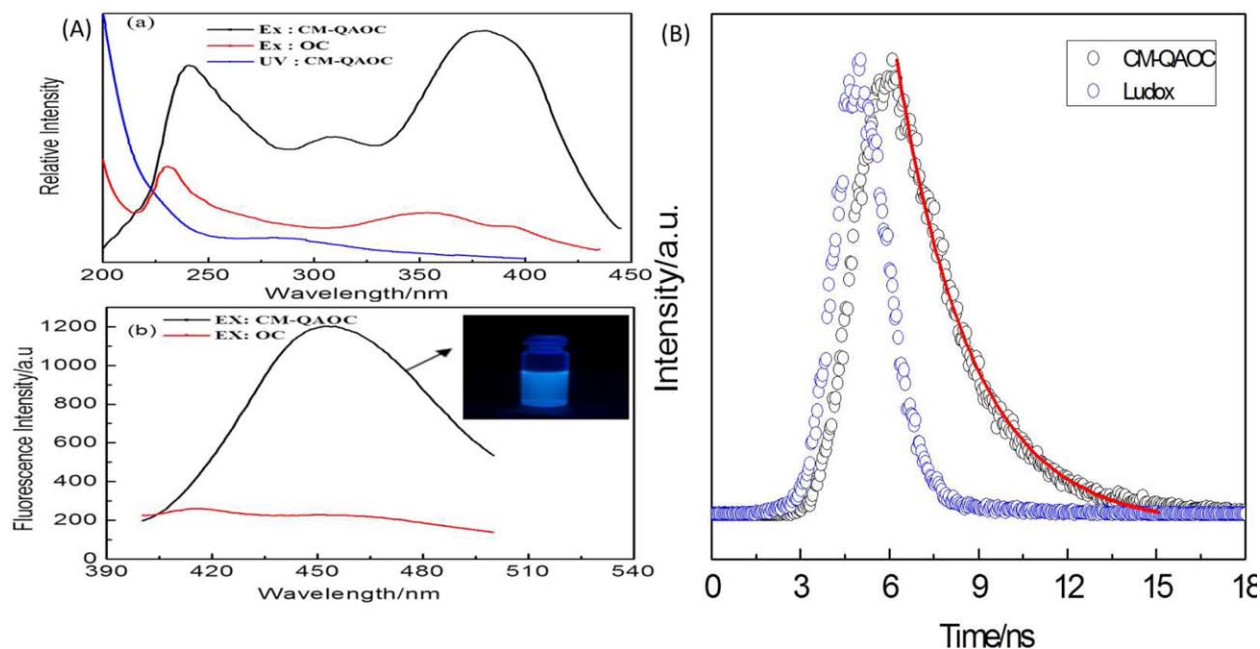 (A)
(a)
Ex : CM-QAOC
Ex : OC
UV : CM-QAOC
Relative Intensity
200 250 300 350 400 450
Wavelength/nm
(b)
EX: CM-QAOC
EX: OC
1200
1000
800
600
400
200
0
Fluorescence Intensity/a.u
390 420 450 480 510 540
Wavelength/nm
(B)
CM-QAOC
Ludox
Intensity/a.u.
0 3 6 9 12 15 18
Time/ns